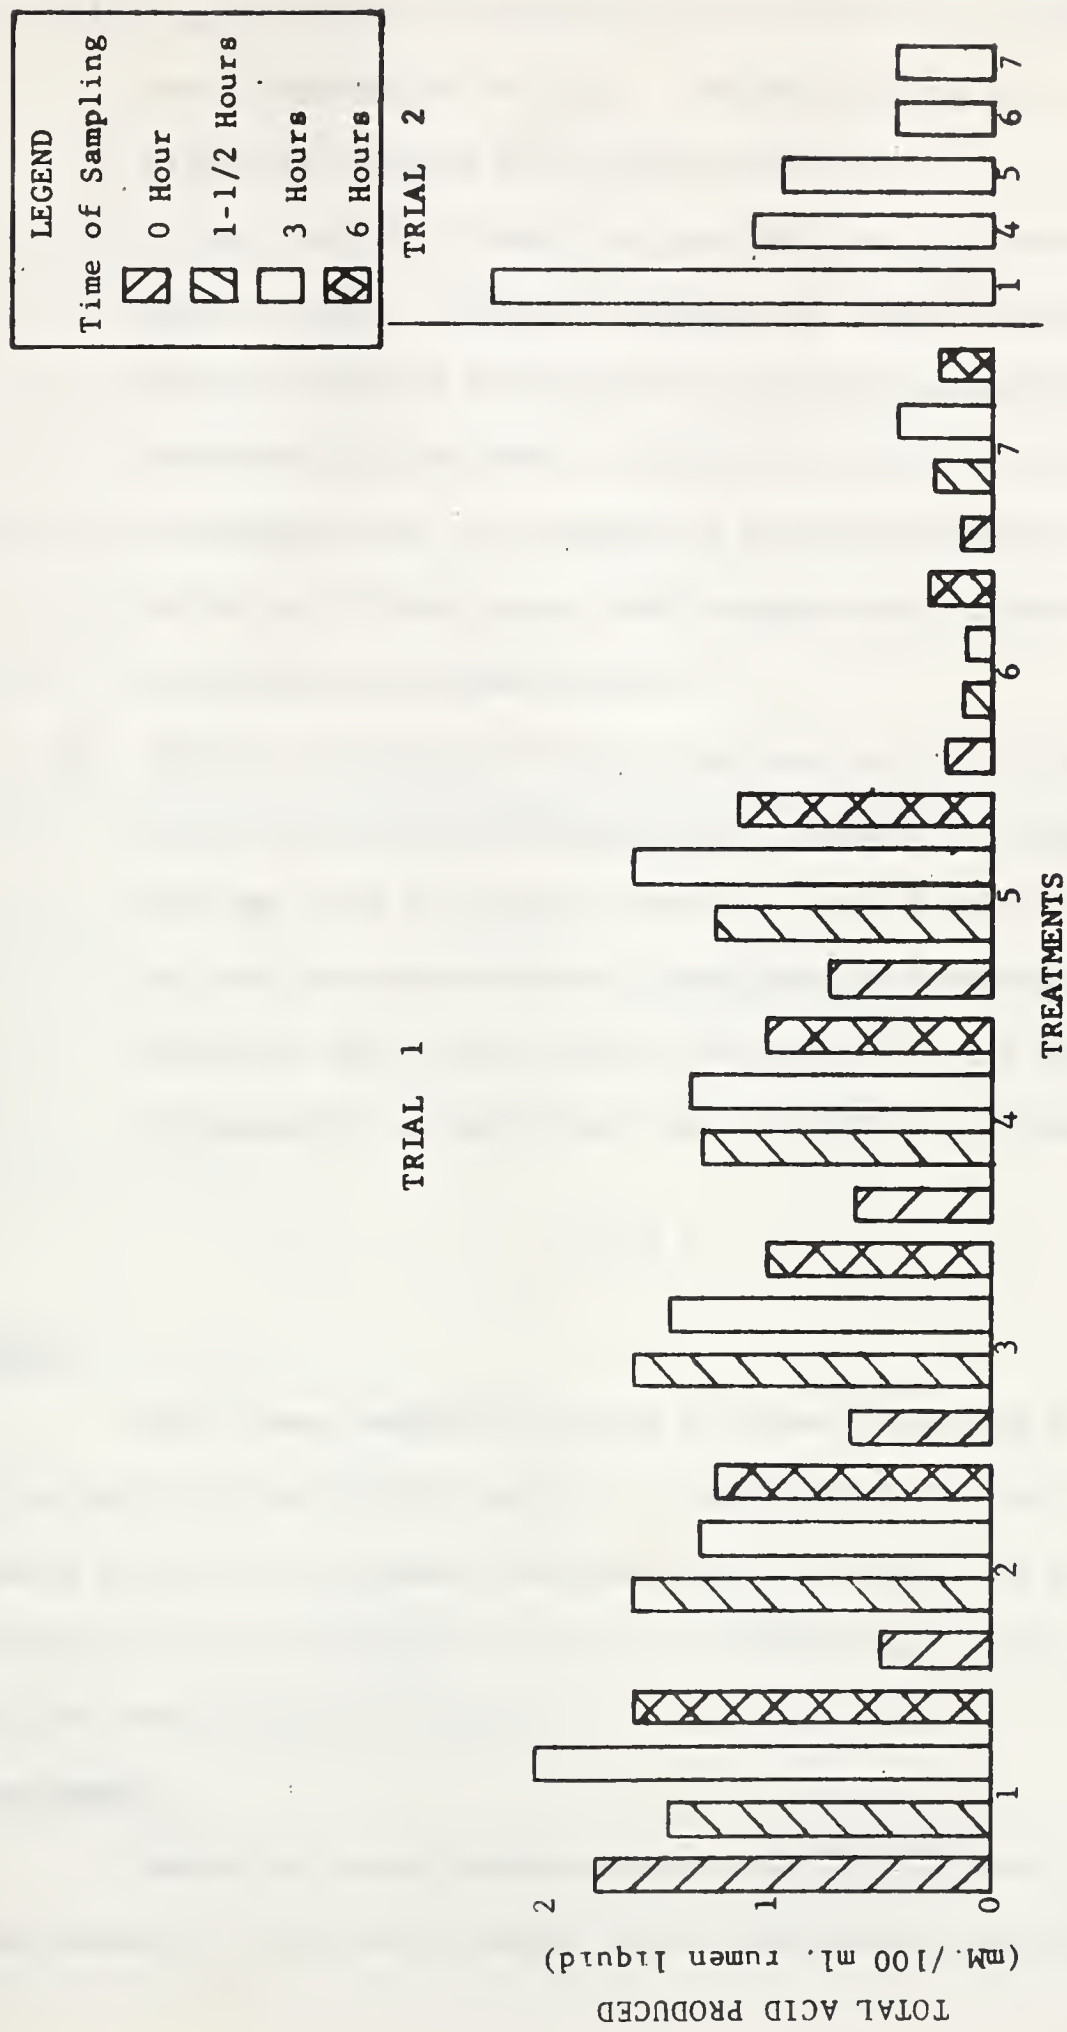 LEGEND
Time of Sampling
0 Hour
1-1/2 Hours
3 Hours
6 Hours
TRIAL 1
TRIAL 2
TOTAL ACID PRODUCED
(mM./100 ml. rumen liquid)
2
1
0
1 2 3 4 5 6 7 1 4 5 6 7
TREATMENTS